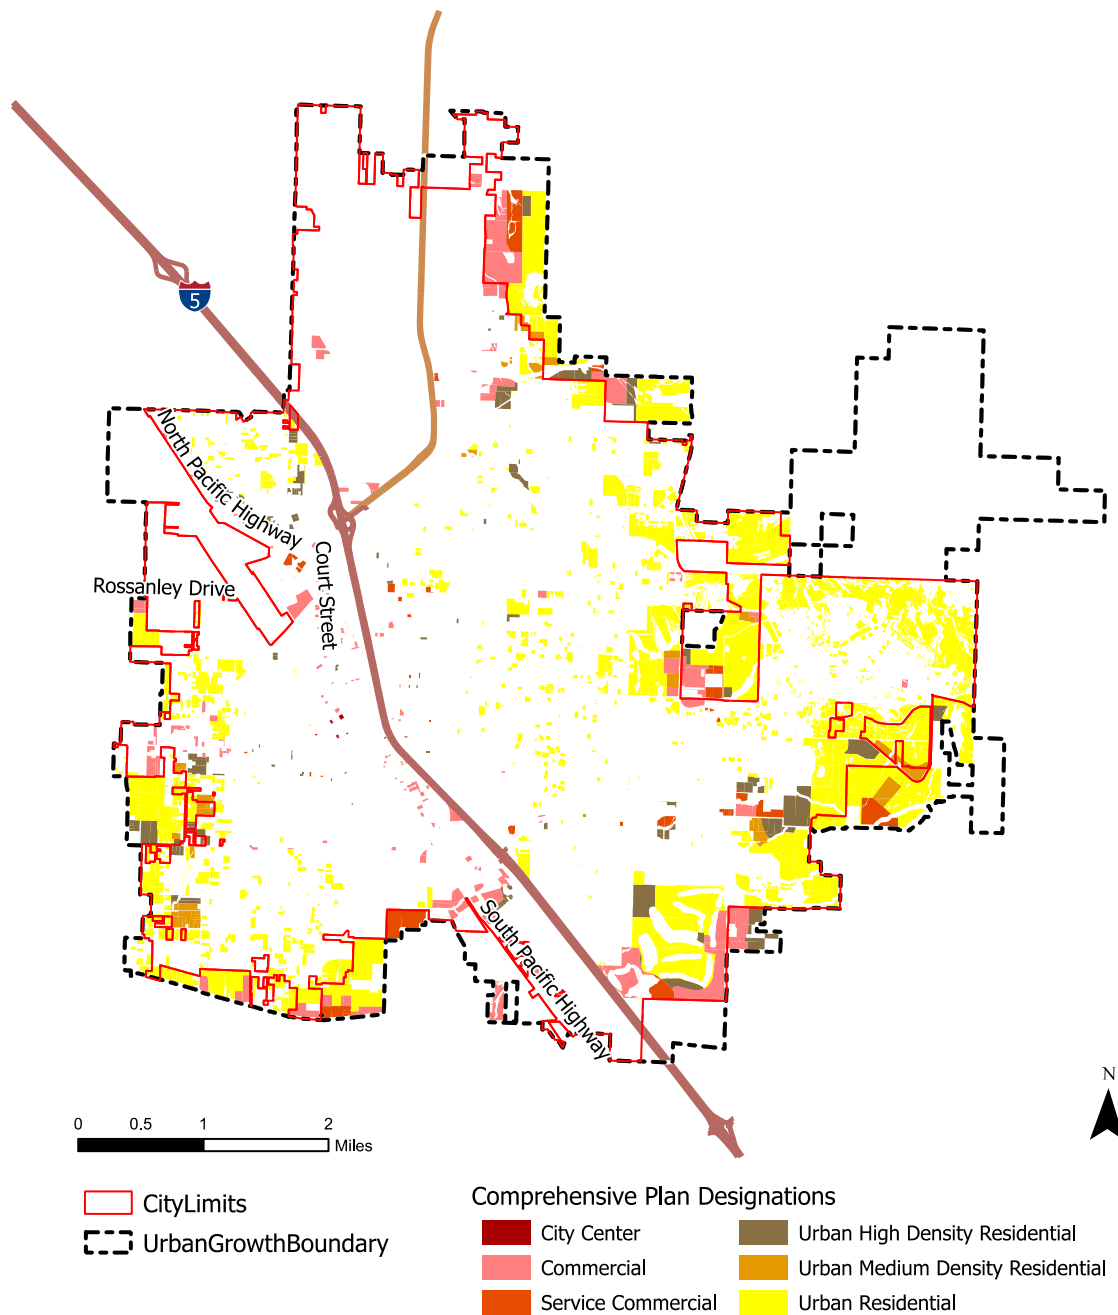 5
North Pacific Highway
Court Street
Rossanley Drive
South Pacific Highway
N
0 0.5 1 2
Miles
CityLimits
UrbanGrowthBoundary
Comprehensive Plan Designations
City Center
Commercial
Service Commercial
Urban High Density Residential
Urban Medium Density Residential
Urban Residential